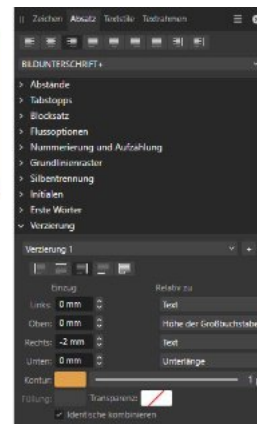 Zeichen Absatz Textstile Textrahmen
BILDUNTERSCHRIFT+
Abstände
Tabstopps
Blocksatz
Flussoptionen
Nummerierung und Aufzählung
Grundlinienraster
Silbentrennung
Initialen
Erste Wörter
Verzierung
Verzierung 1
Einzug Relativ zu
Links: 0 mm Text
Oben: 0 mm Höhe der Großbuchstabe
Rechts: -2 mm Text
Unten: 0 mm Unterlänge
Kontur: 1
Füllung: Transparenz:
Identische kombinieren